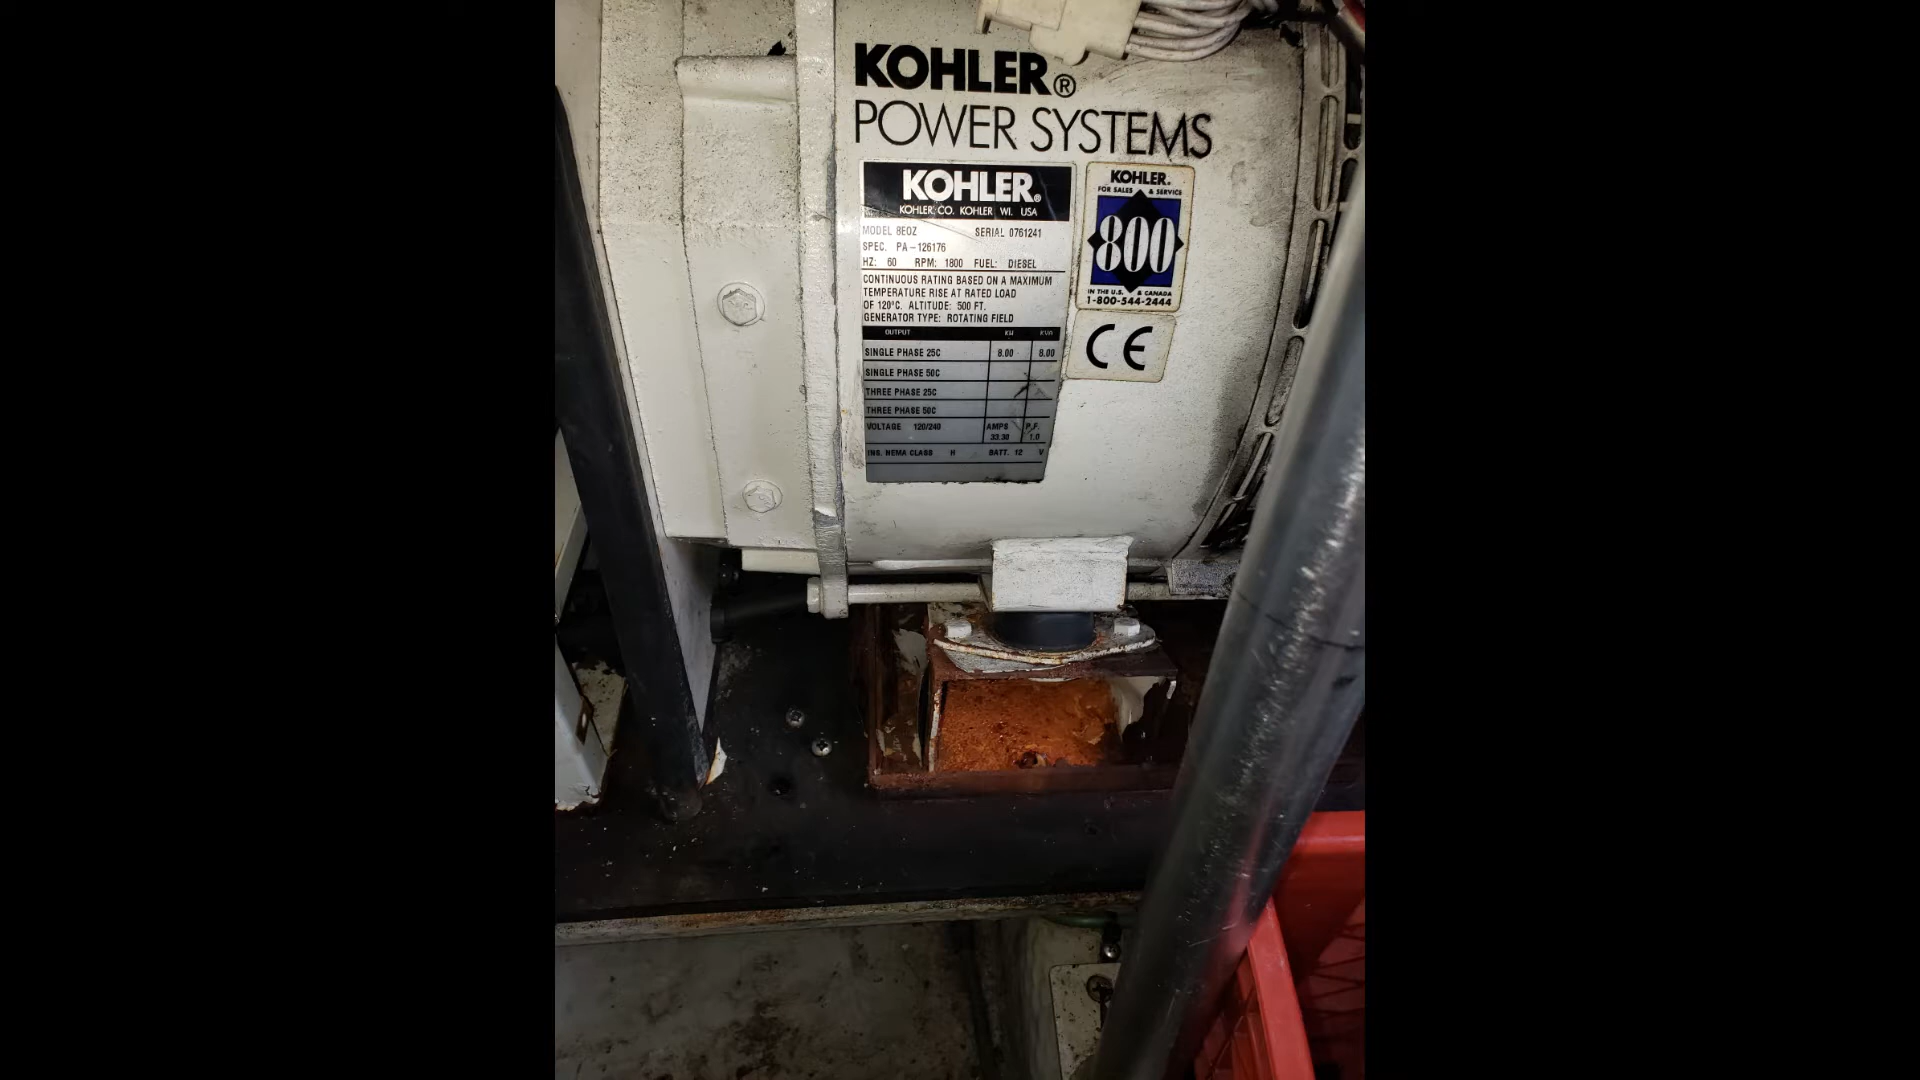 KOHLER®
POWER SYSTEMS
KOHLER®
KOHLER CO. KOHLER WI. USA
MODEL 8EOZ SERIAL 0761241
SPEC. PA-126176
HZ: 60 RPM: 1800 FUEL: DIESEL
CONTINUOUS RATING BASED ON A MAXIMUM
TEMPERATURE RISE AT RATED LOAD
OF 120°C. ALTITUDE: 500 FT.
GENERATOR TYPE: ROTATING FIELD
OUTPUT KW KVA
SINGLE PHASE 25C 8.00 8.00
SINGLE PHASE 50C
THREE PHASE 25C
THREE PHASE 50C
VOLTAGE 120/240 AMPS P.F.
33.30 1.0
INS. NEMA CLASS H BATT. 12 V
KOHLER®
FOR SALES & SERVICE
800
IN THE U.S. & CANADA
1-800-544-2444
CE